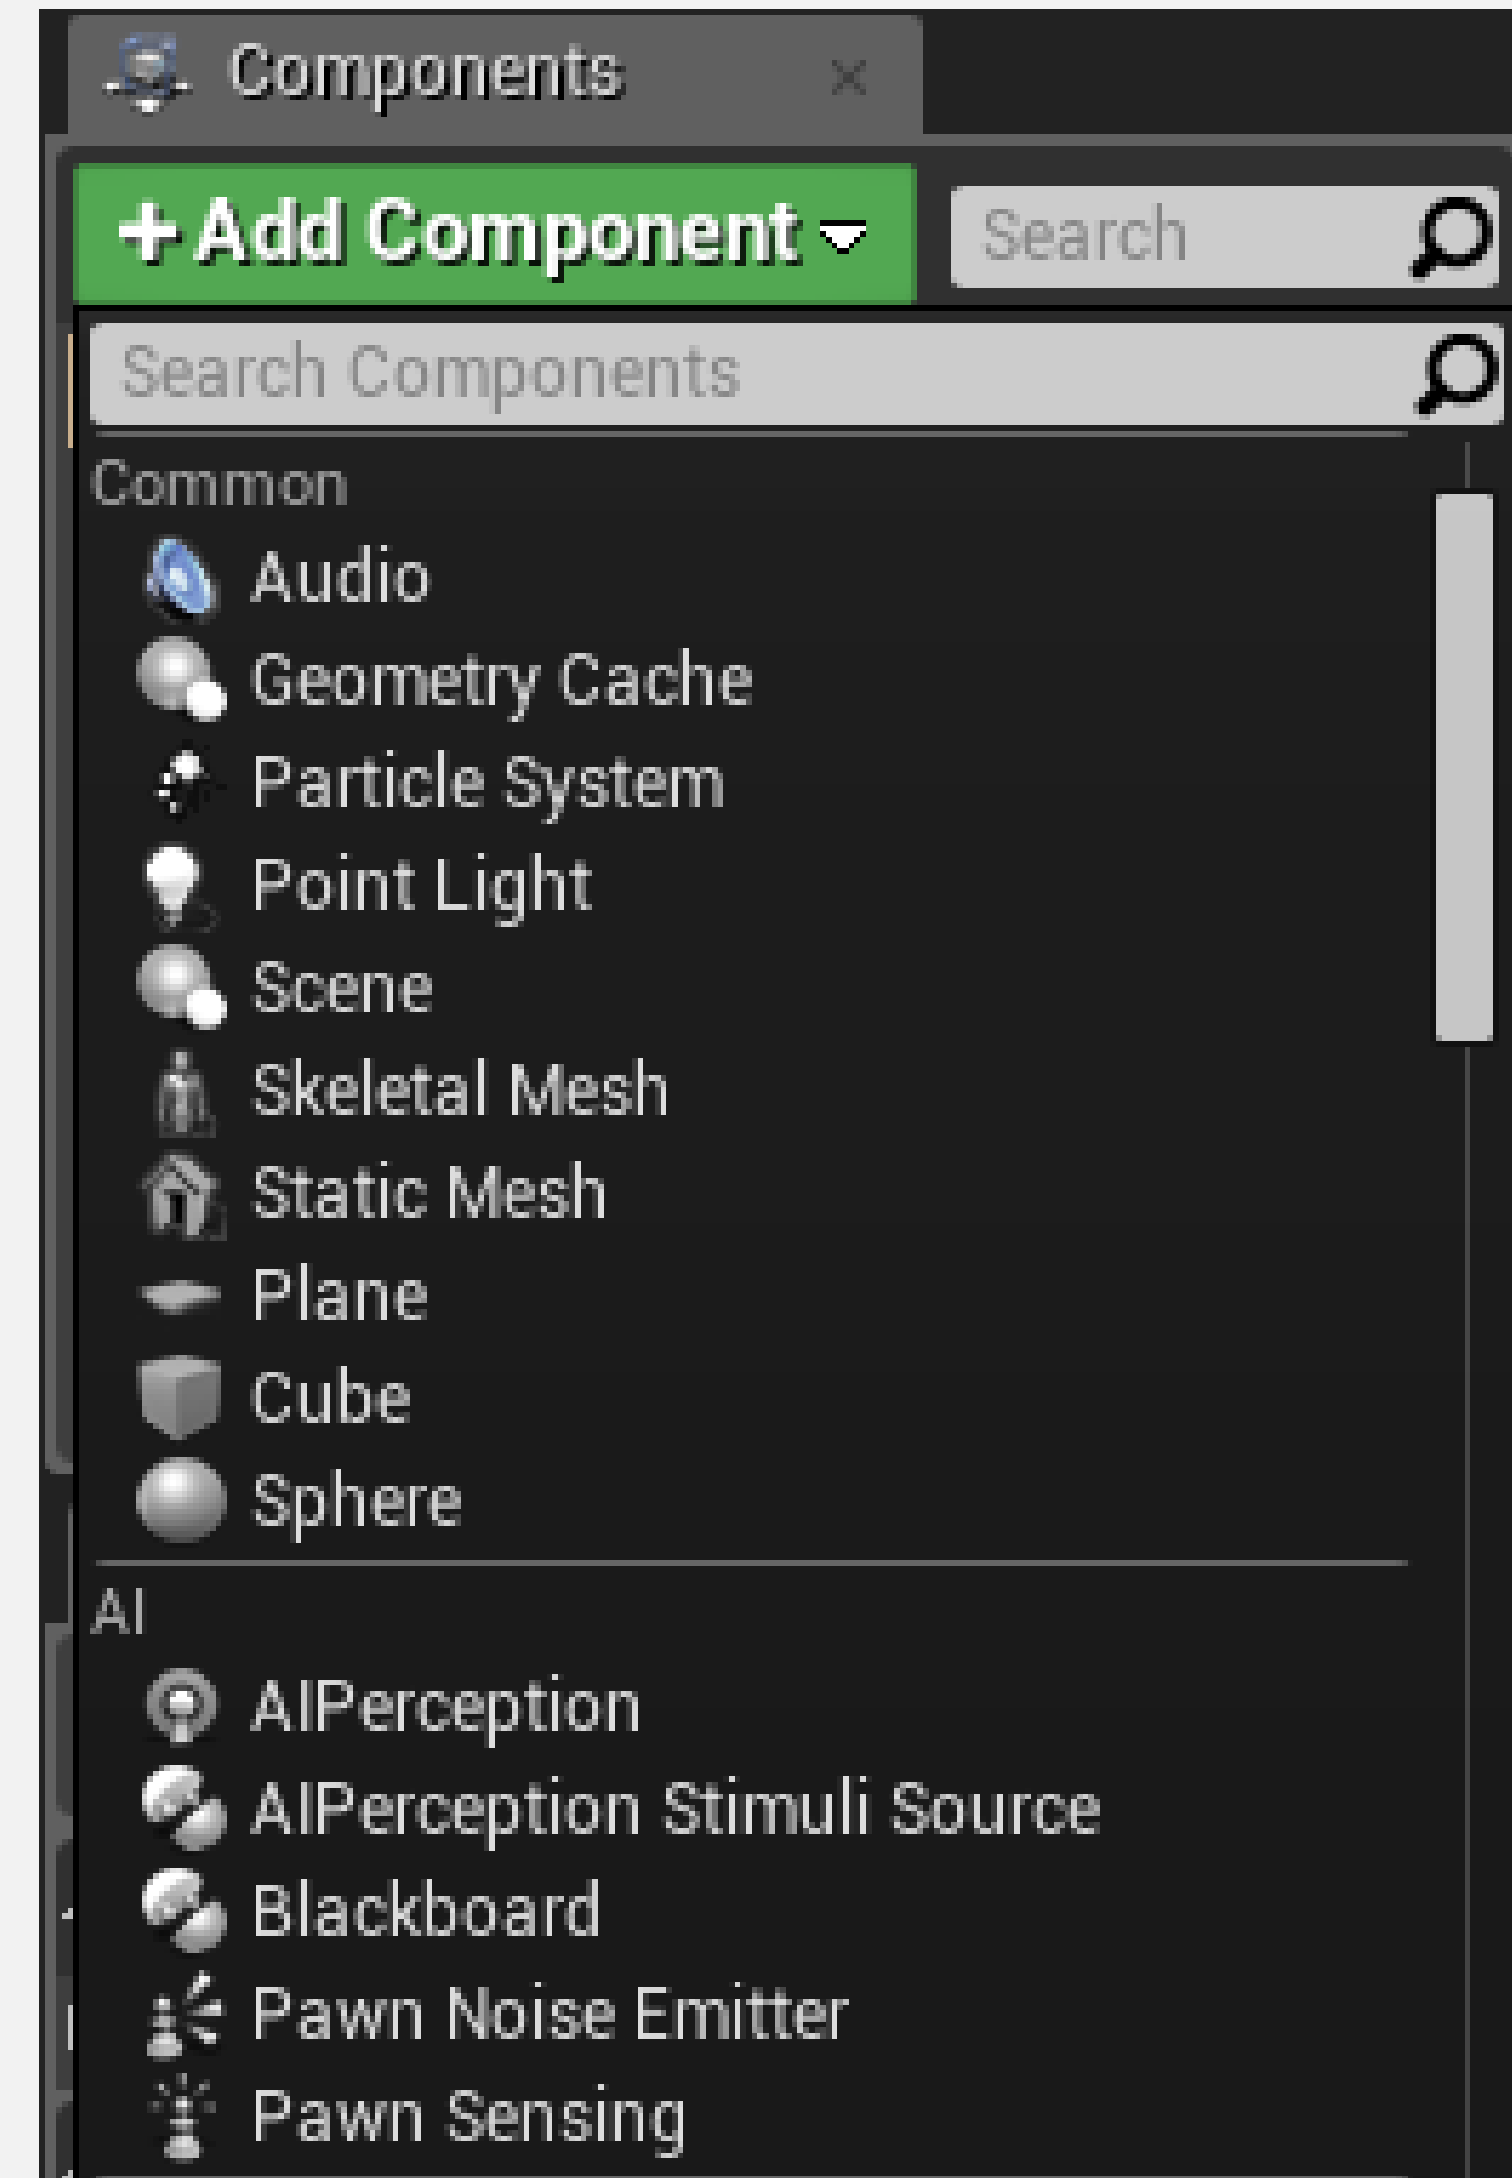 Components
+ Add Component
Search
Search Components
Common
Audio
Geometry Cache
Particle System
Point Light
Scene
Skeletal Mesh
Static Mesh
Plane
Cube
Sphere
AI
AIPerception
AIPerception Stimuli Source
Blackboard
Pawn Noise Emitter
Pawn Sensing